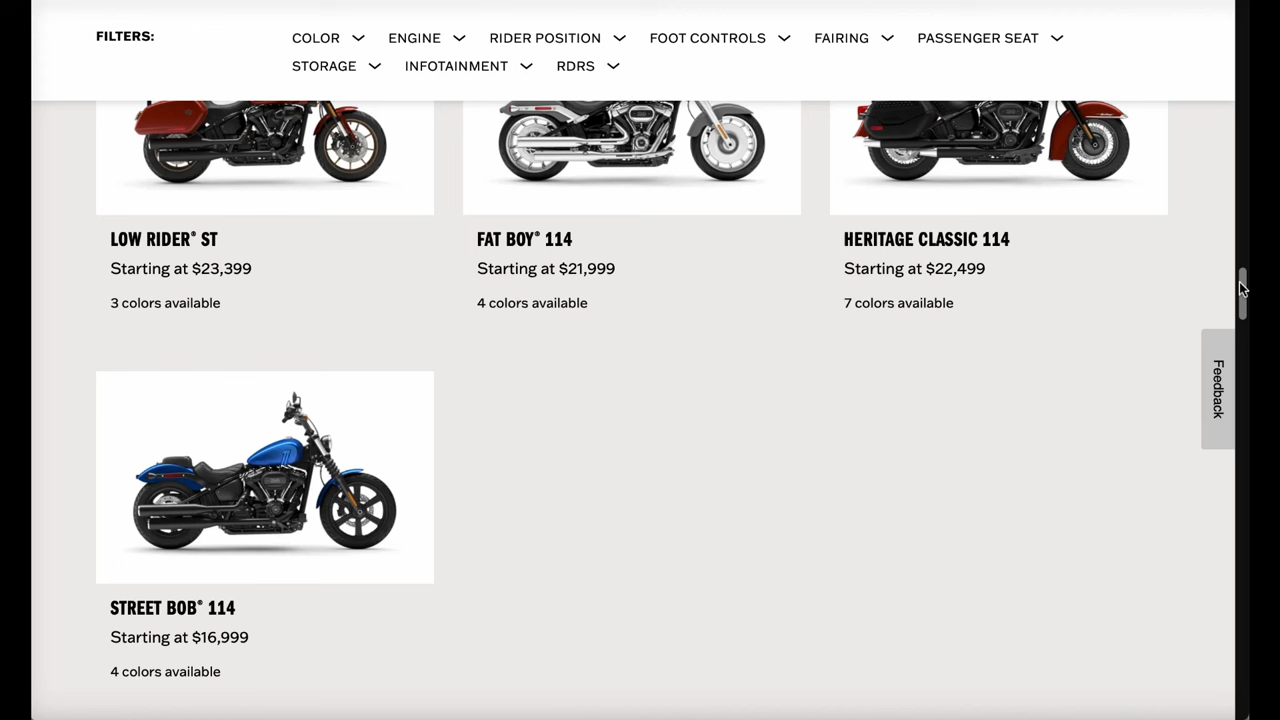 FILTERS:
COLOR ENGINE RIDER POSITION FOOT CONTROLS FAIRING PASSENGER SEAT
STORAGE INFOTAINMENT RDRS
LOW RIDER® ST
Starting at $23,399
3 colors available
FAT BOY® 114
Starting at $21,999
4 colors available
HERITAGE CLASSIC 114
Starting at $22,499
7 colors available
Feedback
STREET BOB® 114
Starting at $16,999
4 colors available